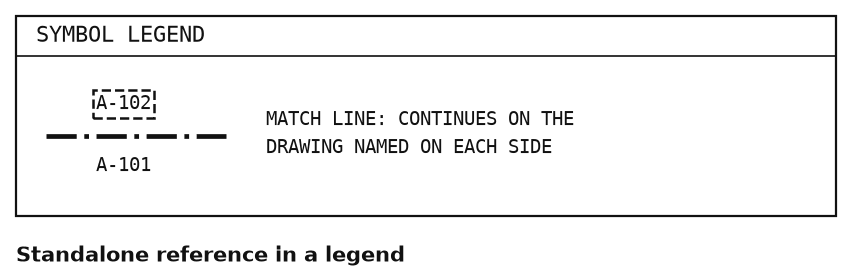 SYMBOL LEGEND
A-102
A-101
MATCH LINE: CONTINUES ON THE
DRAWING NAMED ON EACH SIDE
Standalone reference in a legend